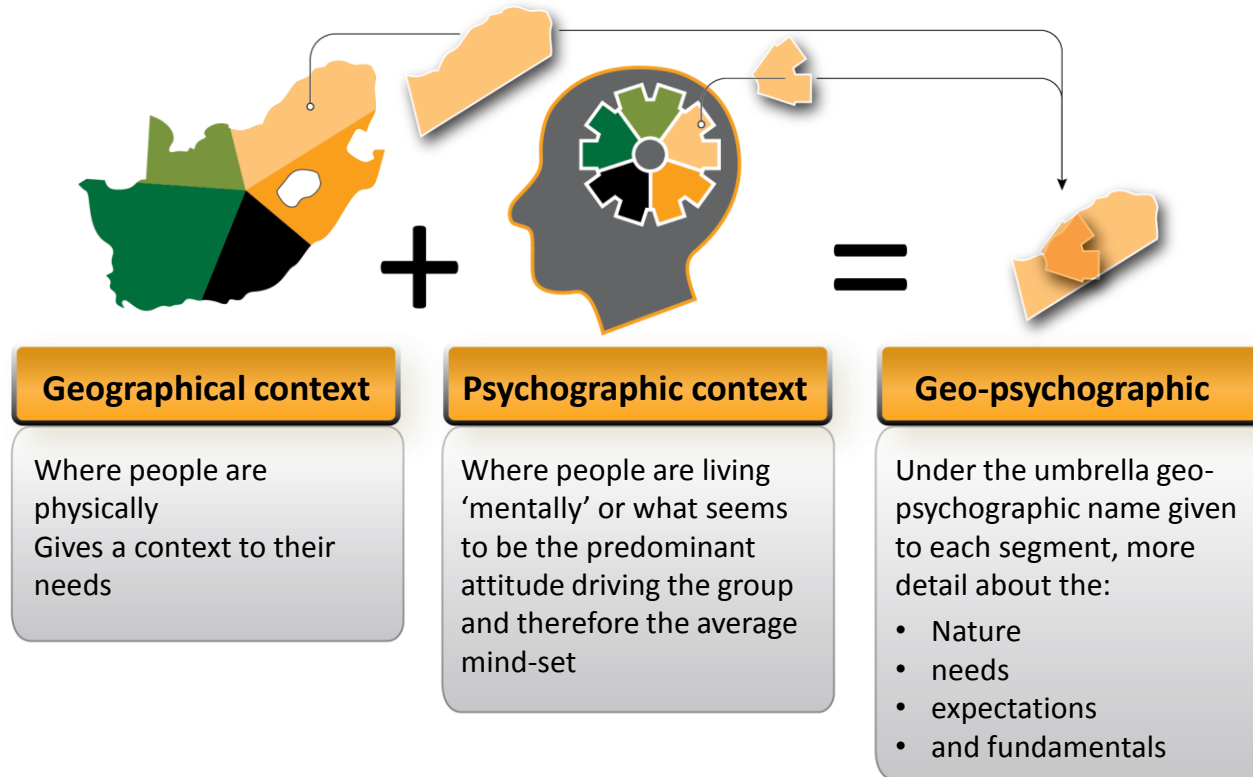 Geographical context
Where people are
physically
Gives a context to their
needs
Psychographic context
Where people are living
‘mentally’ or what seems
to be the predominant
attitude driving the group
and therefore the average
mind-set
Geo-psychographic
Under the umbrella geo-
psychographic name given
to each segment, more
detail about the:
• Nature
• needs
• expectations
• and fundamentals